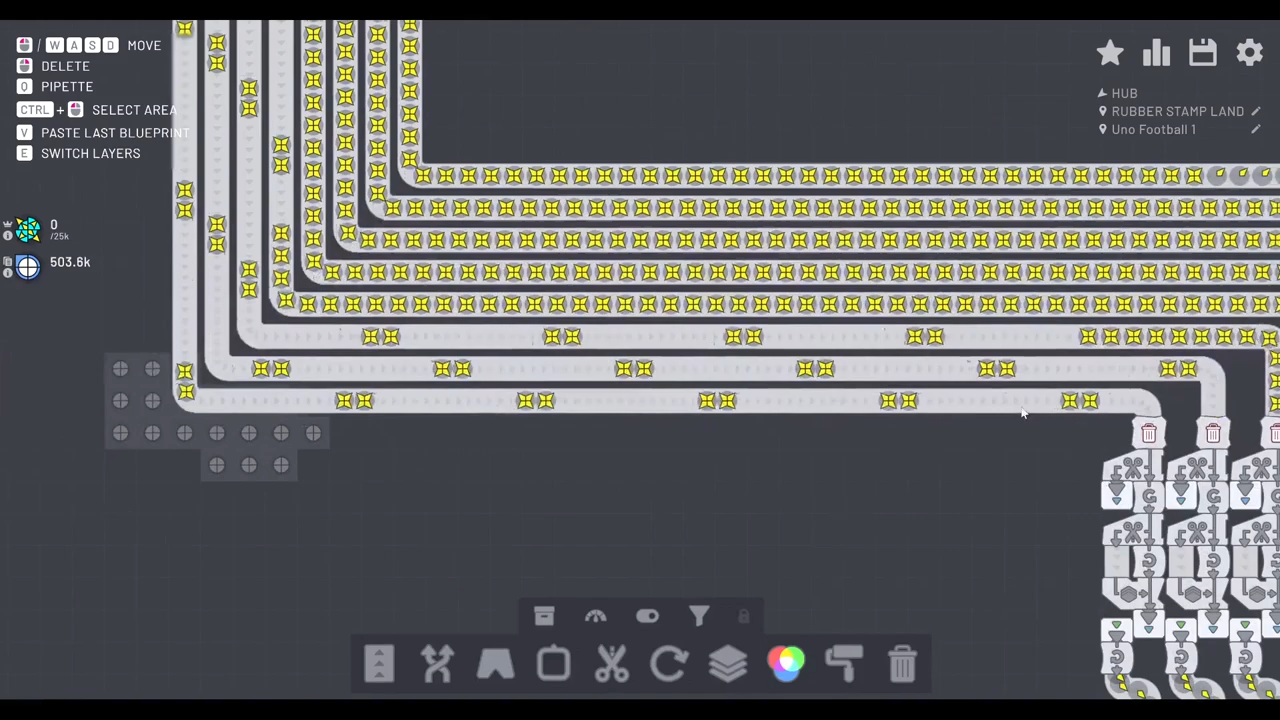 / W A S D MOVE
DELETE
Q PIPETTE
CTRL + SELECT AREA
V PASTE LAST BLUEPRINT
E SWITCH LAYERS
0
/25k
503.6k
HUB
RUBBER STAMP LAND
Uno Football 1